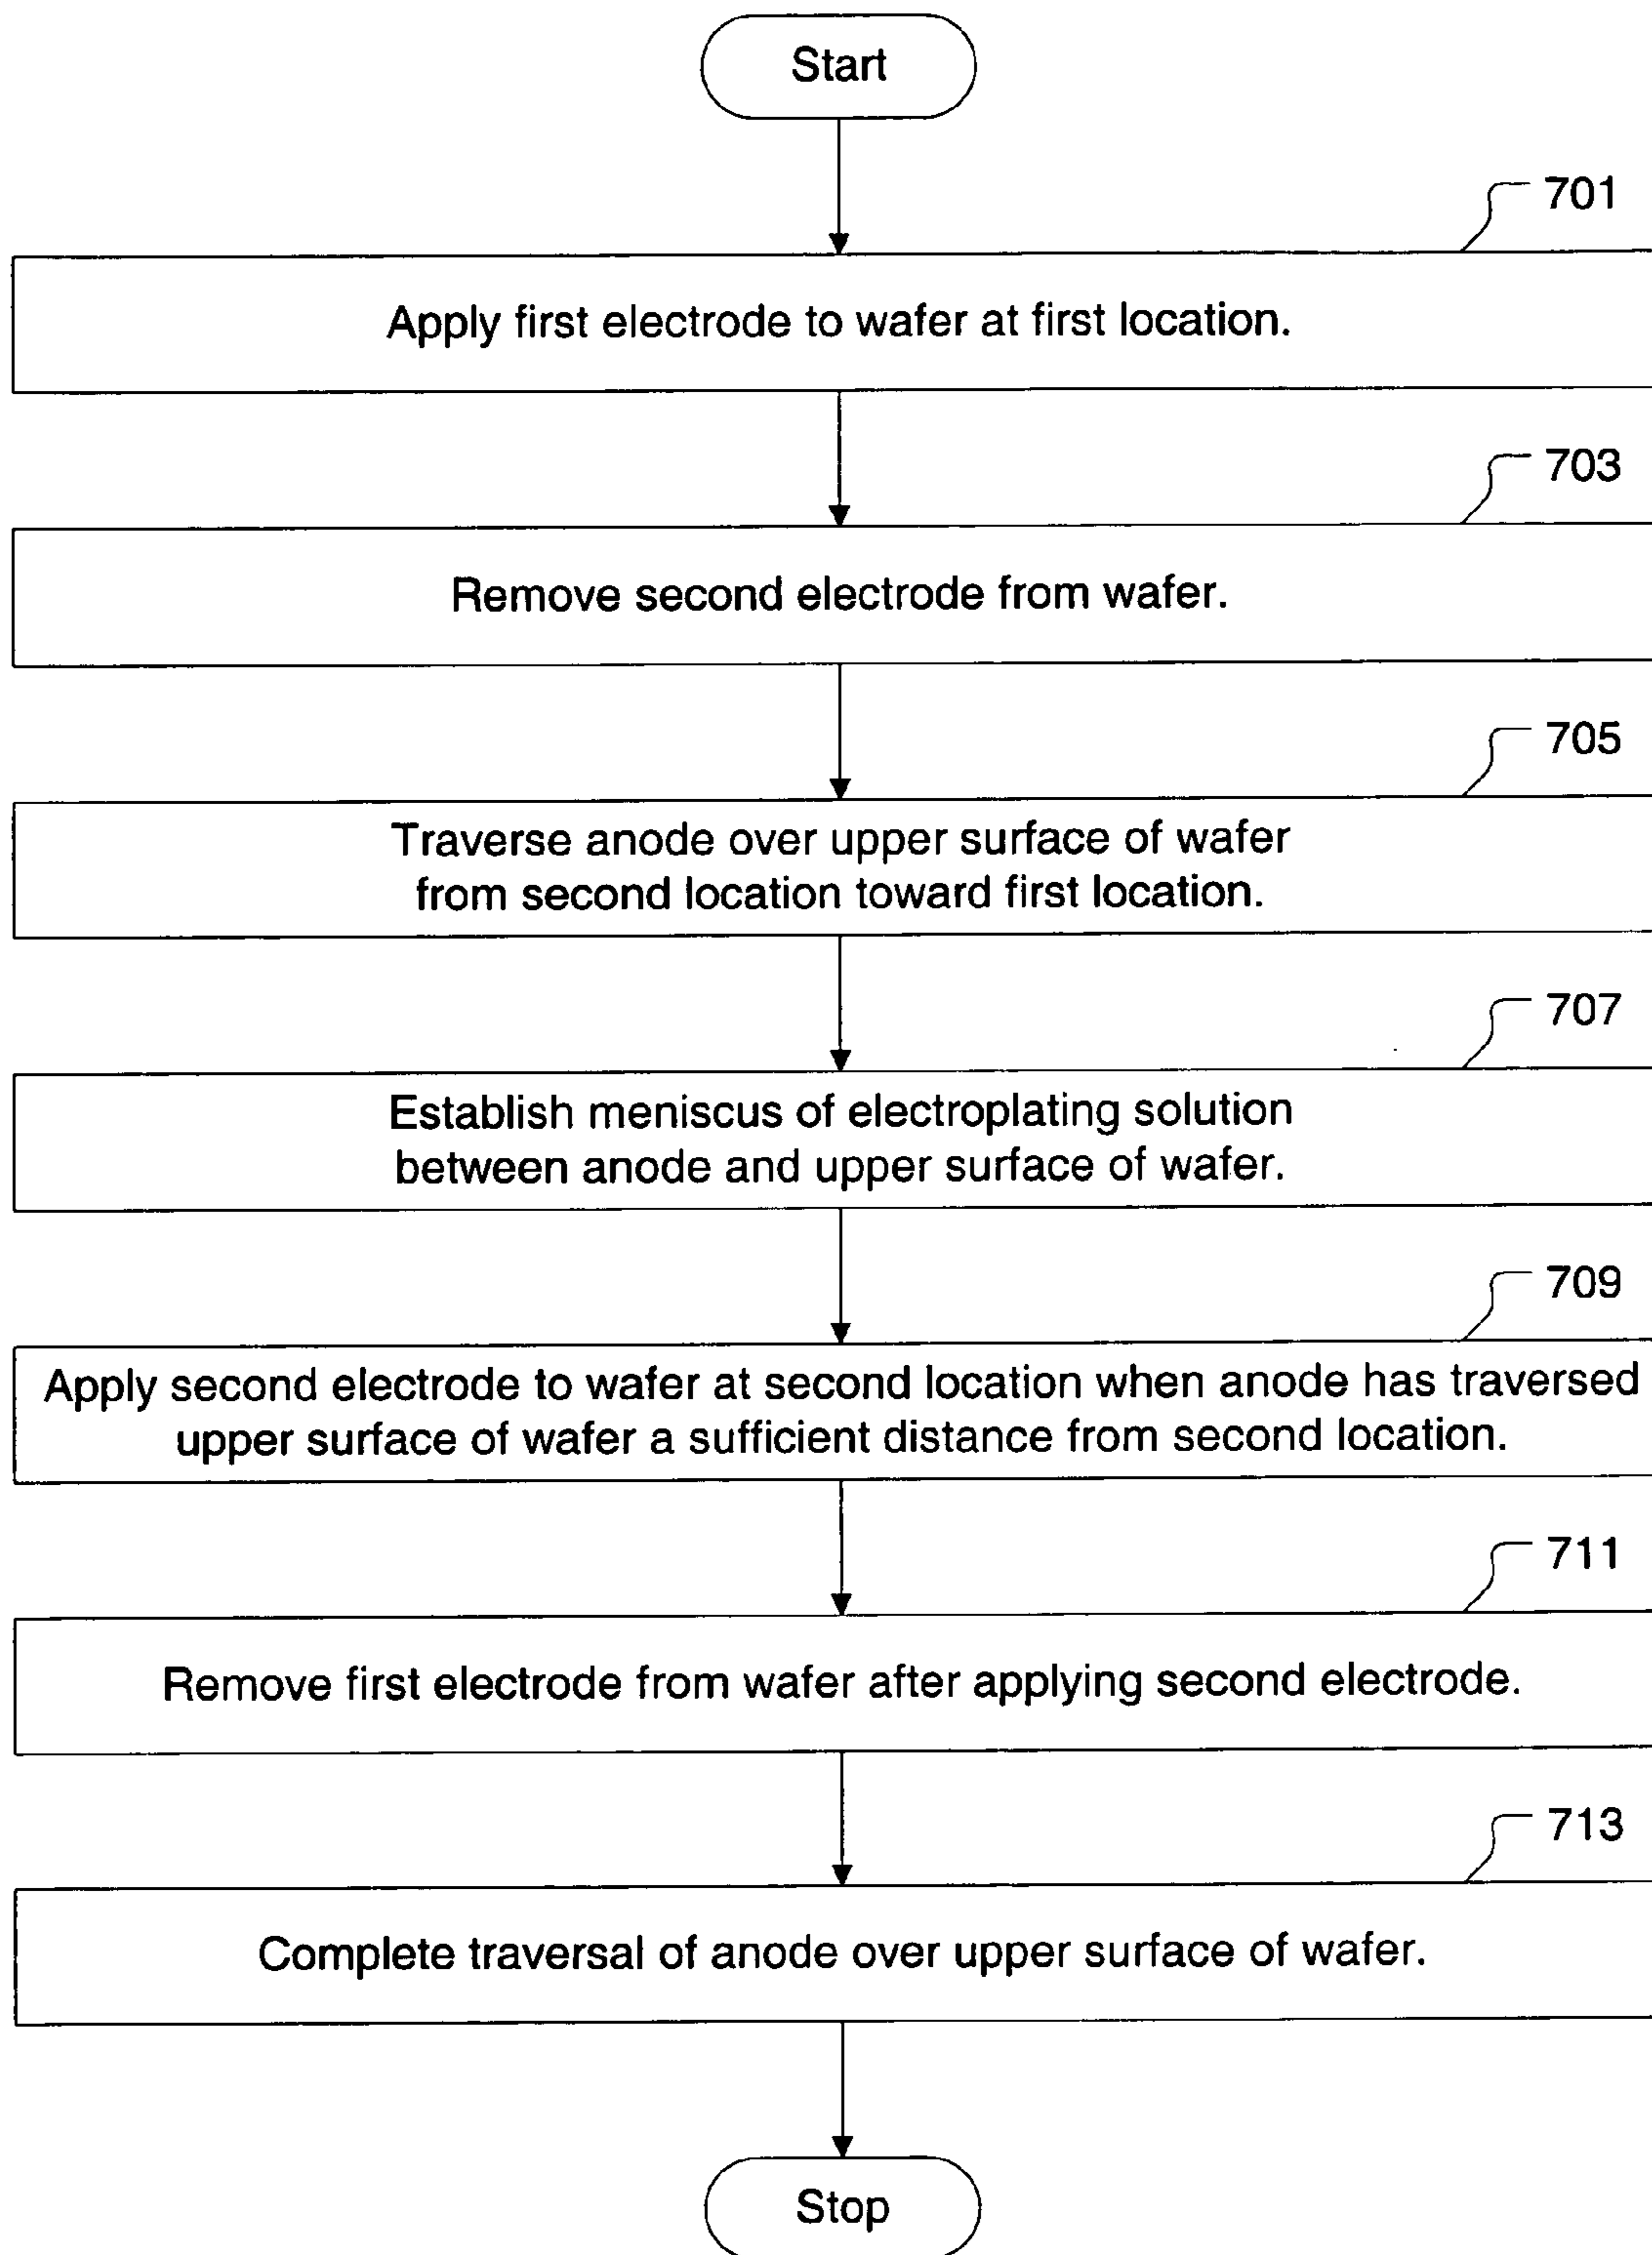 Start
701
Apply first electrode to wafer at first location.
703
Remove second electrode from wafer.
705
Traverse anode over upper surface of wafer
from second location toward first location.
707
Establish meniscus of electroplating solution
between anode and upper surface of wafer.
709
Apply second electrode to wafer at second location when anode has traversed
upper surface of wafer a sufficient distance from second location.
711
Remove first electrode from wafer after applying second electrode.
713
Complete traversal of anode over upper surface of wafer.
Stop